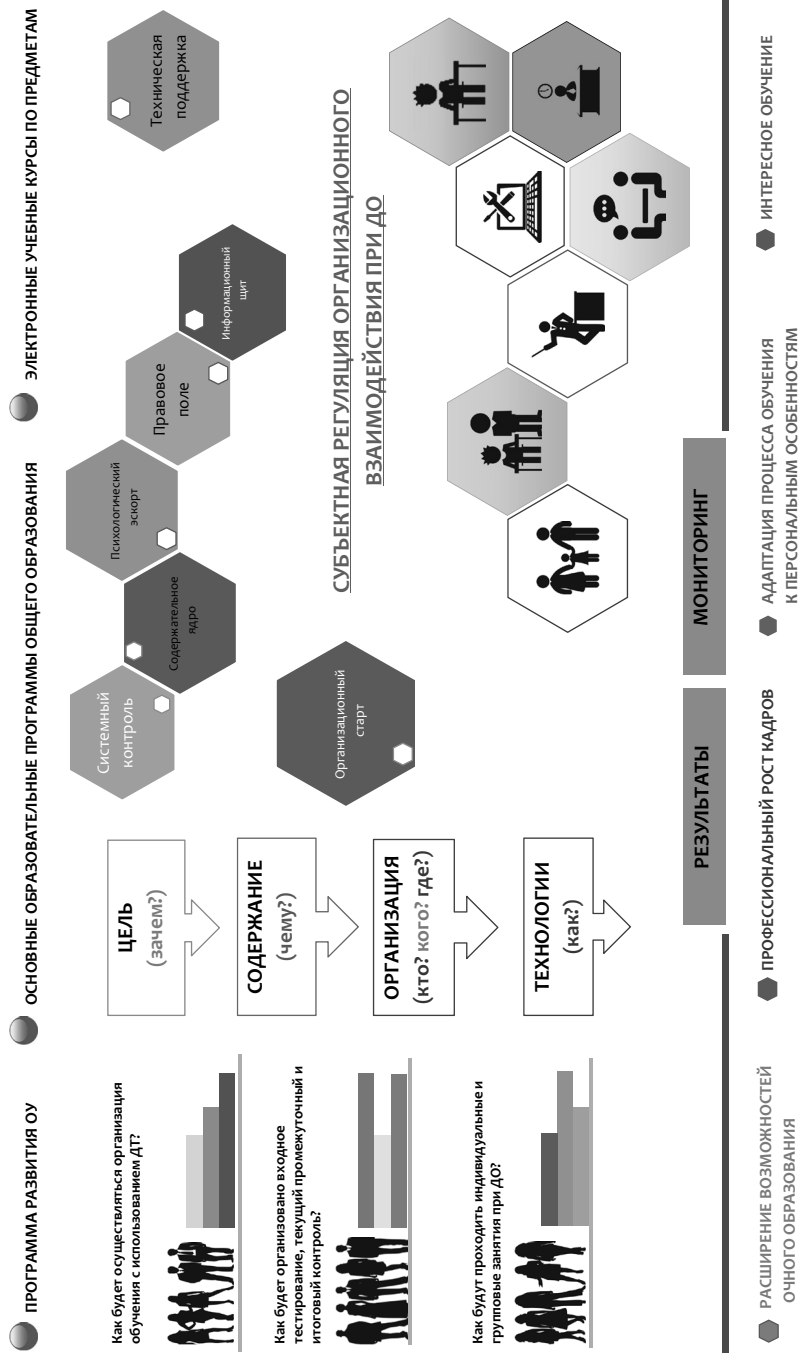 ПРОГРАММА РАЗВИТИЯ ОУ
ОСНОВНЫЕ ОБРАЗОВАТЕЛЬНЫЕ ПРОГРАММЫ ОБЩЕГО ОБРАЗОВАНИЯ
ЭЛЕКТРОННЫЕ УЧЕБНЫЕ КУРСЫ ПО ПРЕДМЕТАМ
Как будет осуществляться организация
обучения с использованием ДТ?
Как будет организовано входное
тестирование, текущий промежуточный и
итоговый контроль?
Как будут проходить индивидуальные и
групповые занятия при ДО?
ЦЕЛЬ
(зачем?)
СОДЕРЖАНИЕ
(чему?)
ОРГАНИЗАЦИЯ
(кто? кого? где?)
ТЕХНОЛОГИИ
(как?)
Системный
контроль
Содержательное
ядро
Психологический
эскорт
Правовое
поле
Информационный
щит
Техническая
поддержка
Организационный
старт
СУБЪЕКТНАЯ РЕГУЛЯЦИЯ ОРГАНИЗАЦИОННОГО
ВЗАИМОДЕЙСТВИЯ ПРИ ДО
РЕЗУЛЬТАТЫ
МОНИТОРИНГ
РАСШИРЕНИЕ ВОЗМОЖНОСТЕЙ
ОЧНОГО ОБРАЗОВАНИЯ
ПРОФЕССИОНАЛЬНЫЙ РОСТ КАДРОВ
АДАПТАЦИЯ ПРОЦЕССА ОБУЧЕНИЯ
К ПЕРСОНАЛЬНЫМ ОСОБЕННОСТЯМ
ИНТЕРЕСНОЕ ОБУЧЕНИЕ